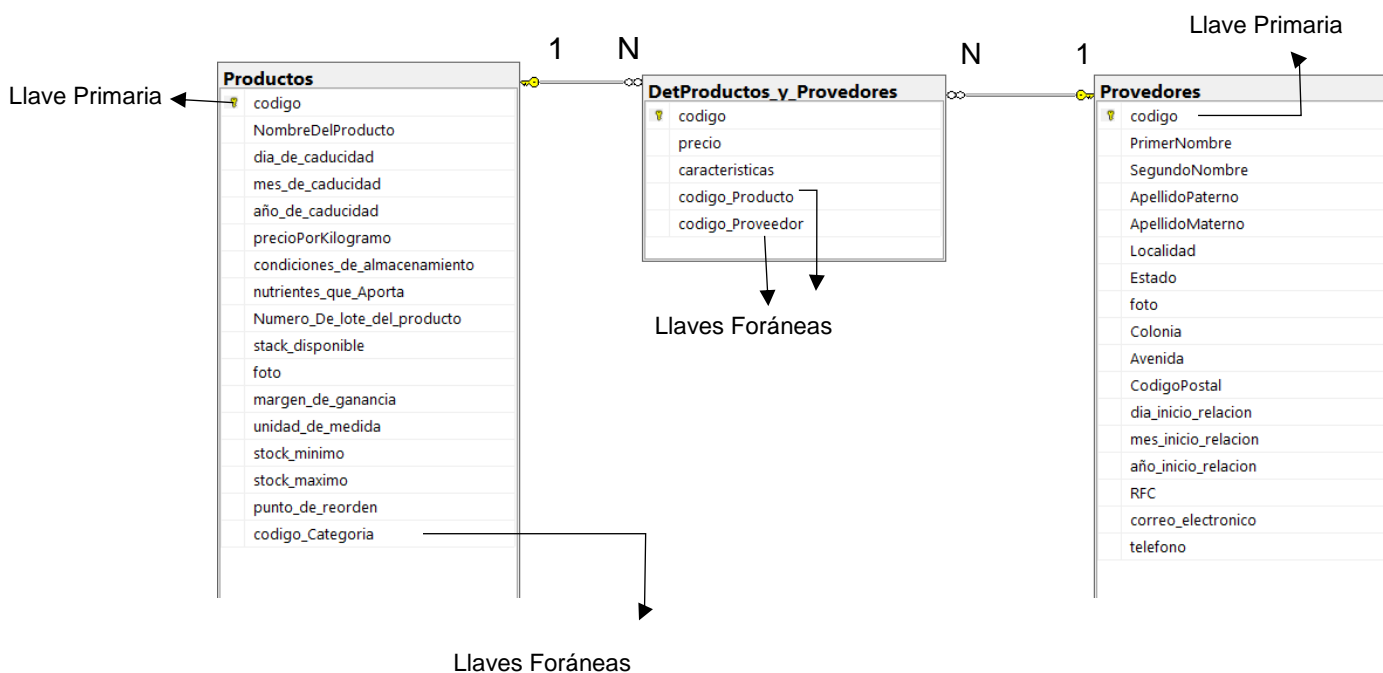 Llave Primaria
1
N
N
1
Llave Primaria
Productos
codigo
NombreDelProducto
dia_de_caducidad
mes_de_caducidad
año_de_caducidad
precioPorKilogramo
condiciones_de_almacenamiento
nutrientes_que_Aporta
Numero_De_lote_del_producto
stack_disponible
foto
margen_de_ganancia
unidad_de_medida
stock_minimo
stock_maximo
punto_de_reorden
codigo_Categoria
DetProductos_y_Provedores
codigo
precio
caracteristicas
codigo_Producto
codigo_Proveedor
Llaves Foráneas
Provedores
codigo
PrimerNombre
SegundoNombre
ApellidoPaterno
ApellidoMaterno
Localidad
Estado
foto
Colonia
Avenida
CodigoPostal
dia_inicio_relacion
mes_inicio_relacion
año_inicio_relacion
RFC
correo_electronico
telefono
Llaves Foráneas